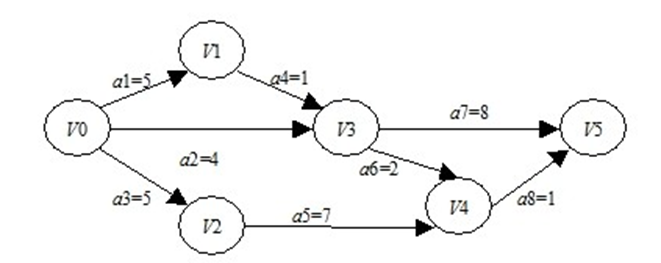 V1
a1=5
a4=1
V0
V3
a7=8
V5
a2=4
a6=2
a3=5
V4
a8=1
V2
a5=7